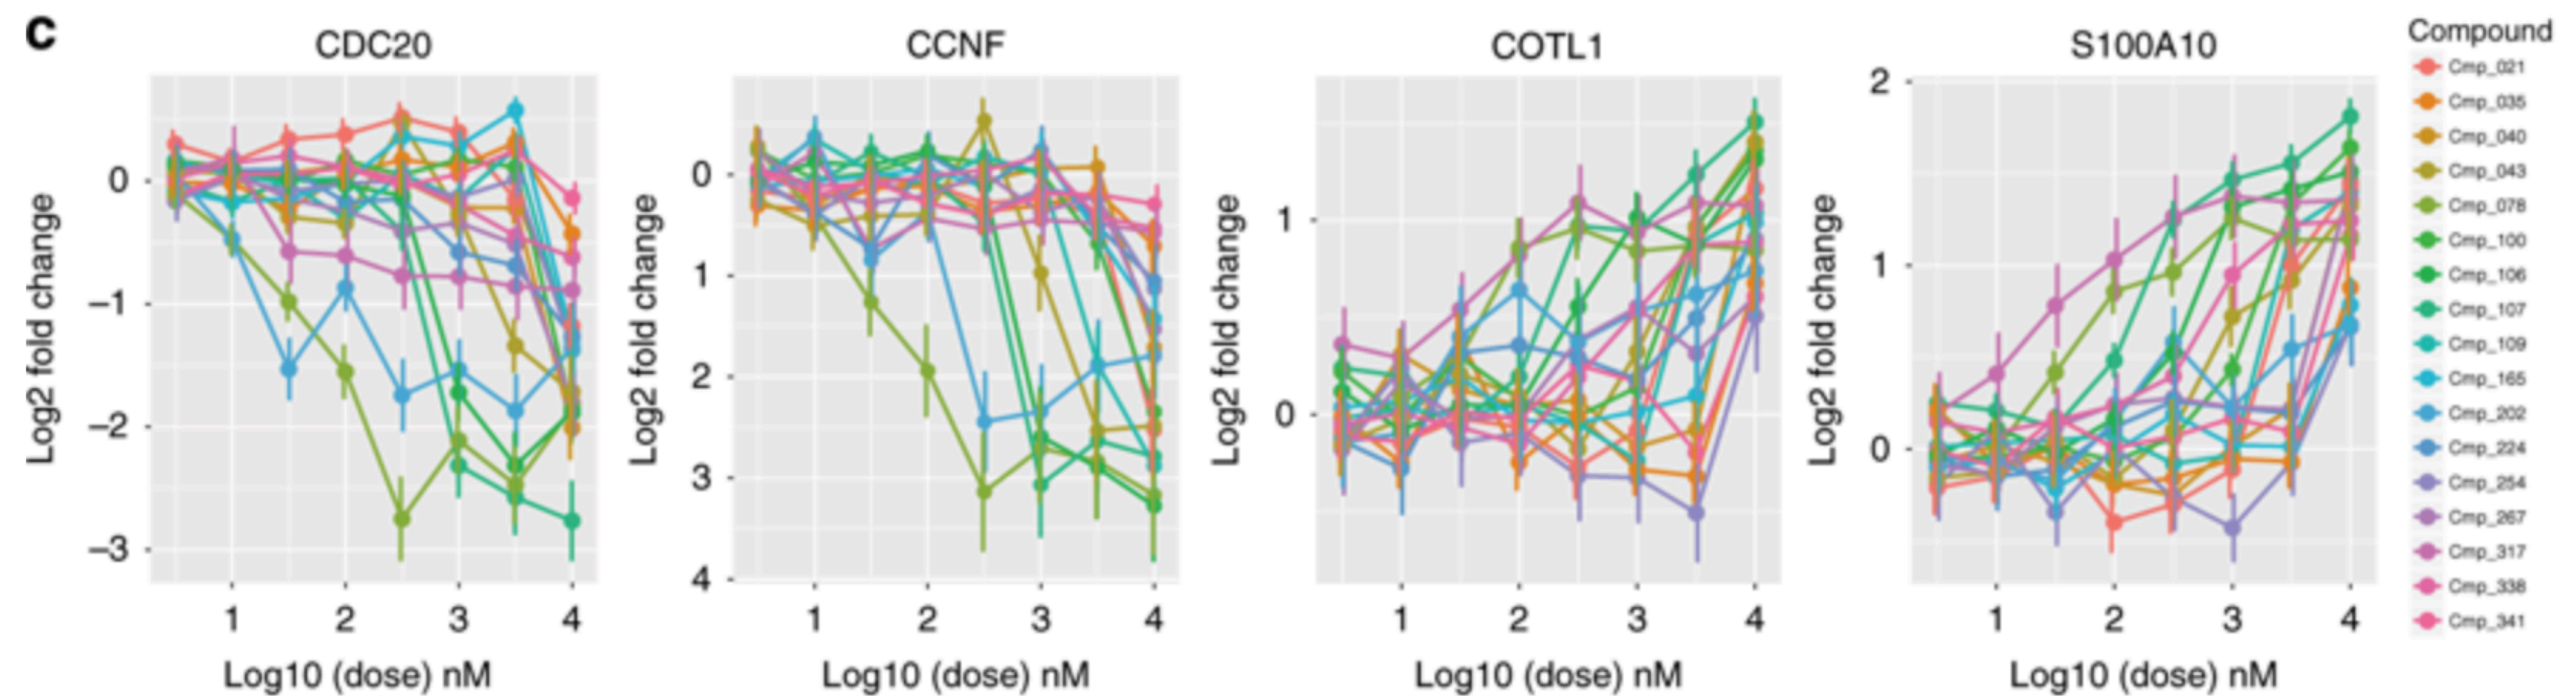 c
CDC20
CCNF
COTL1
S100A10
Log2 fold change
0
−1
−2
−3
1
2
3
4
Log10 (dose) nM
Log2 fold change
0
1
2
3
4
1
2
3
4
Log10 (dose) nM
Log2 fold change
1
0
1
2
3
4
Log10 (dose) nM
Log2 fold change
2
1
0
1
2
3
4
Log10 (dose) nM
Compound
Cmp_021
Cmp_035
Cmp_040
Cmp_043
Cmp_078
Cmp_100
Cmp_106
Cmp_107
Cmp_109
Cmp_165
Cmp_202
Cmp_224
Cmp_254
Cmp_267
Cmp_317
Cmp_338
Cmp_341